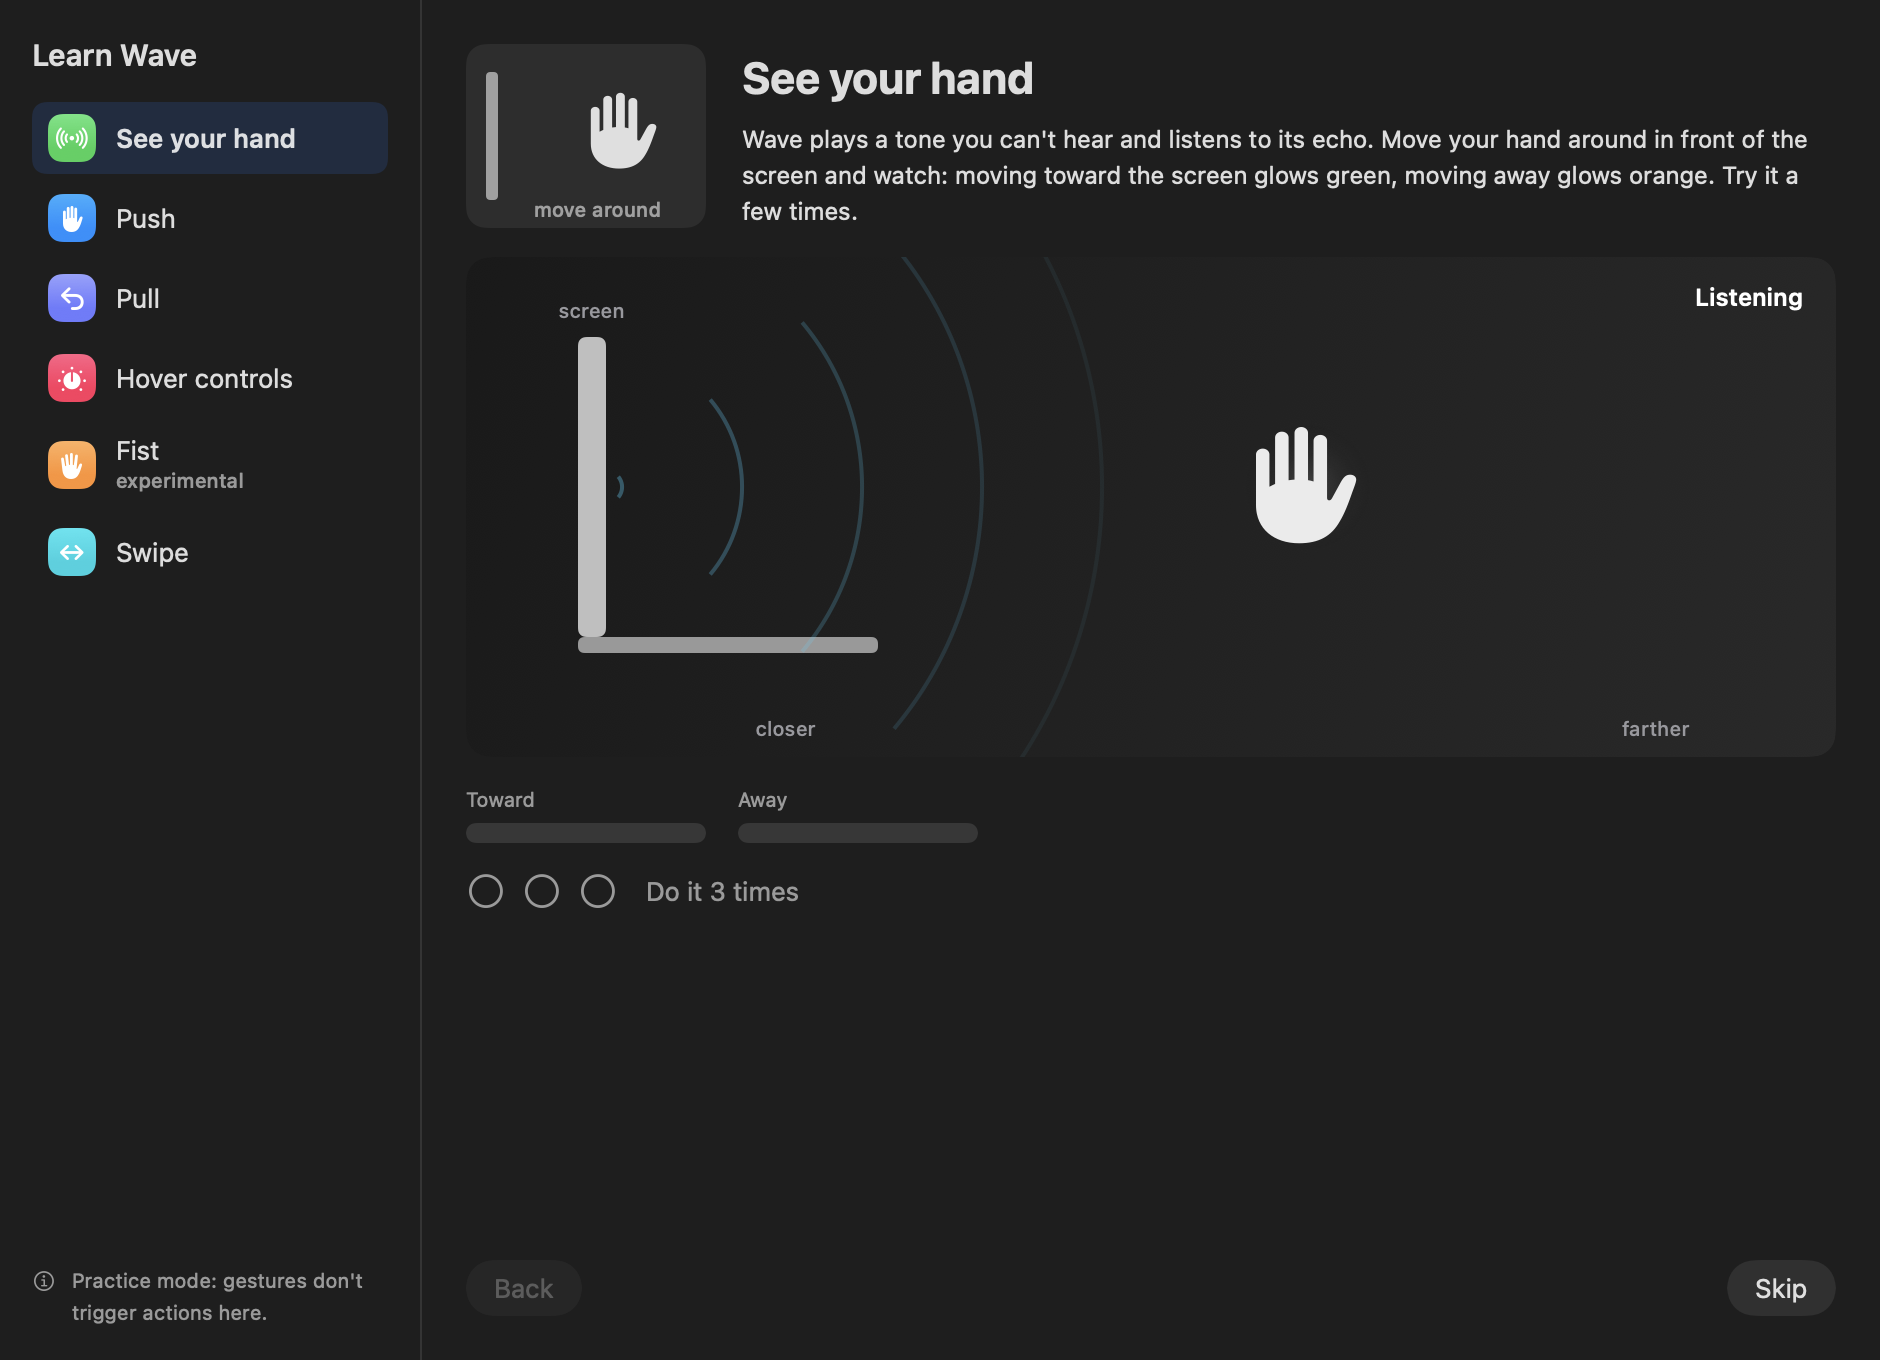 Learn Wave
See your hand
Push
Pull
Hover controls
Fist
experimental
Swipe
Practice mode: gestures don't
trigger actions here.
move around
See your hand
Wave plays a tone you can't hear and listens to its echo. Move your hand around in front of the
screen and watch: moving toward the screen glows green, moving away glows orange. Try it a
few times.
screen
Listening
closer
farther
Toward
Away
Do it 3 times
Back
Skip